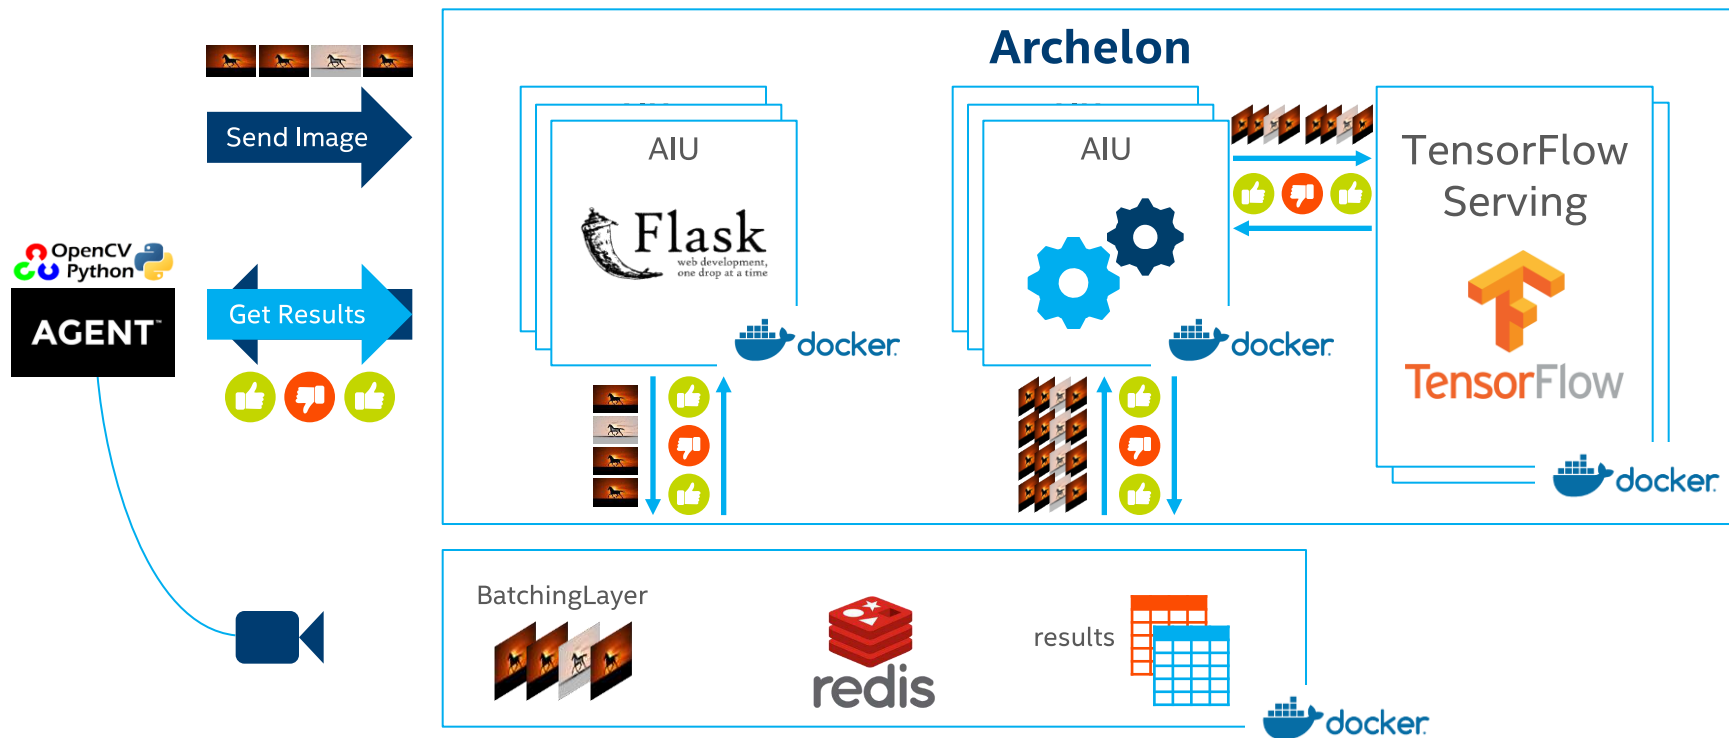 Archelon
Send Image
AIU
Flask
web development,
one drop at a time
docker
AIU
docker
TensorFlow
Serving
TensorFlow
docker
OpenCV
Python
AGENT™
Get Results
BatchingLayer
redis
results
docker